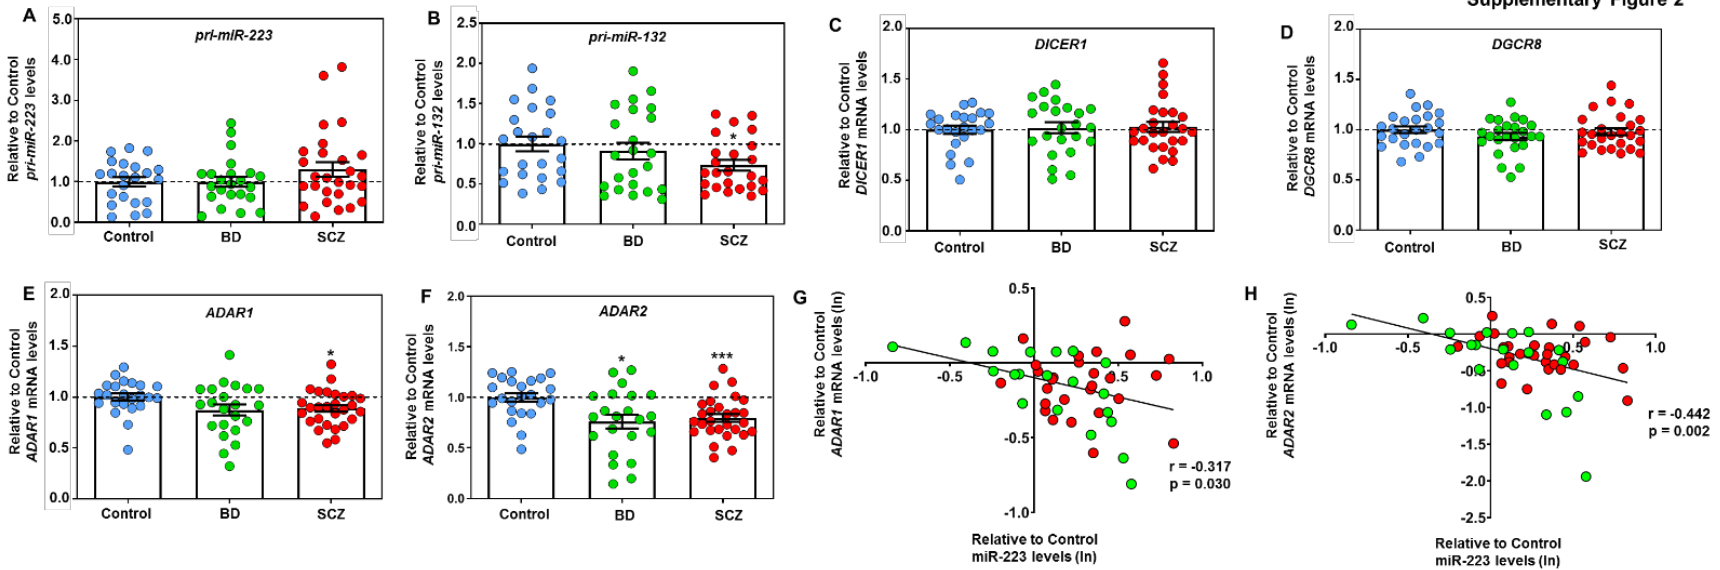 Supplementary Figure 2
A
5.0
4.0
3.0
2.0
1.0
0.0
Relative to Control
pri-miR-223 levels
pri-miR-223
Control BD SCZ
B
2.5
2.0
1.5
1.0
0.5
0.0
Relative to Control
pri-miR-132 levels
pri-miR-132
*
Control BD SCZ
C
2.0
1.5
1.0
0.5
0.0
Relative to Control
DICER1 mRNA levels
DICER1
Control BD SCZ
D
2.0
1.5
1.0
0.5
0.0
Relative to Control
DGCR8 mRNA levels
DGCR8
Control BD SCZ
E
2.0
1.5
1.0
0.5
0.0
Relative to Control
ADAR1 mRNA levels
ADAR1
*
Control BD SCZ
F
2.0
1.5
1.0
0.5
0.0
Relative to Control
ADAR2 mRNA levels
ADAR2
* ***
Control BD SCZ
G
Relative to Control
ADAR1 mRNA levels (ln)
0.5
-1.0 -0.5 0.5 1.0
-0.5
-1.0
r = -0.317
p = 0.030
Relative to Control
miR-223 levels (ln)
H
Relative to Control
ADAR2 mRNA levels (ln)
0.5
-1.0 -0.5 0.5 1.0
-0.5
-1.0
-1.5
-2.0
-2.5
r = -0.442
p = 0.002
Relative to Control
miR-223 levels (ln)